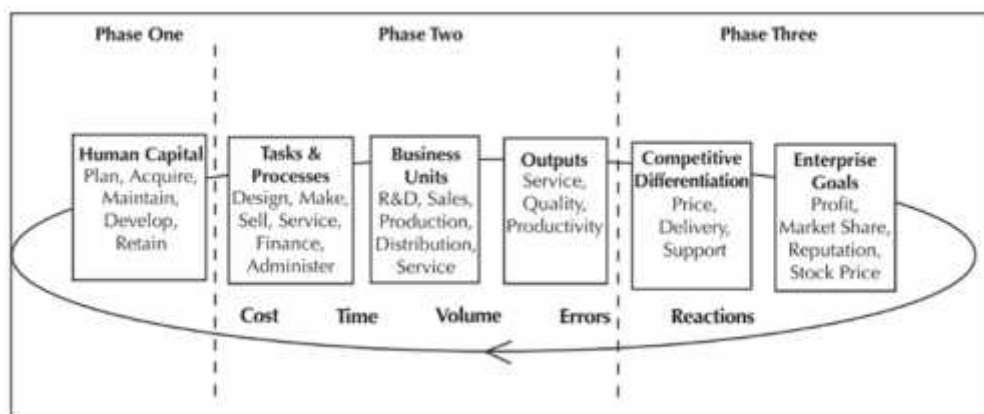 Phase One
Phase Two
Phase Three
Human Capital
Plan, Acquire,
Maintain,
Develop,
Retain
Tasks &
Processes
Design, Make,
Sell, Service,
Finance,
Administer
Business
Units
R&D, Sales,
Production,
Distribution,
Service
Outputs
Service,
Quality,
Productivity
Competitive
Differentiation
Price,
Delivery,
Support
Enterprise
Goals
Profit,
Market Share,
Reputation,
Stock Price
Cost Time Volume Errors Reactions